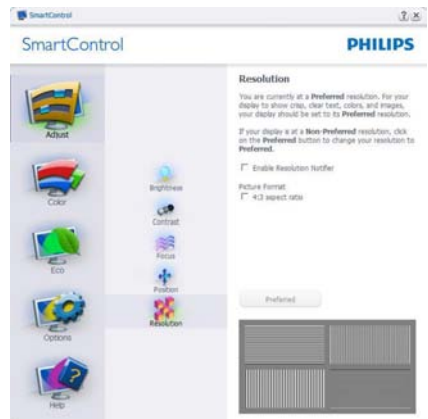 SmartControl
SmartControl
PHILIPS
Adjust
Color
Eco
Options
Help
Brightness
Contrast
Focus
Position
Resolution
Resolution
You are currently at a Preferred resolution. For your
display to show crisp, clear text, colors, and images,
your display should be set to its Preferred resolution.
If your display is at a Non-Preferred resolution, click
on the Preferred button to change your resolution to
Preferred.
Enable Resolution Notifier
Picture Format
4:3 aspect ratio
Preferred